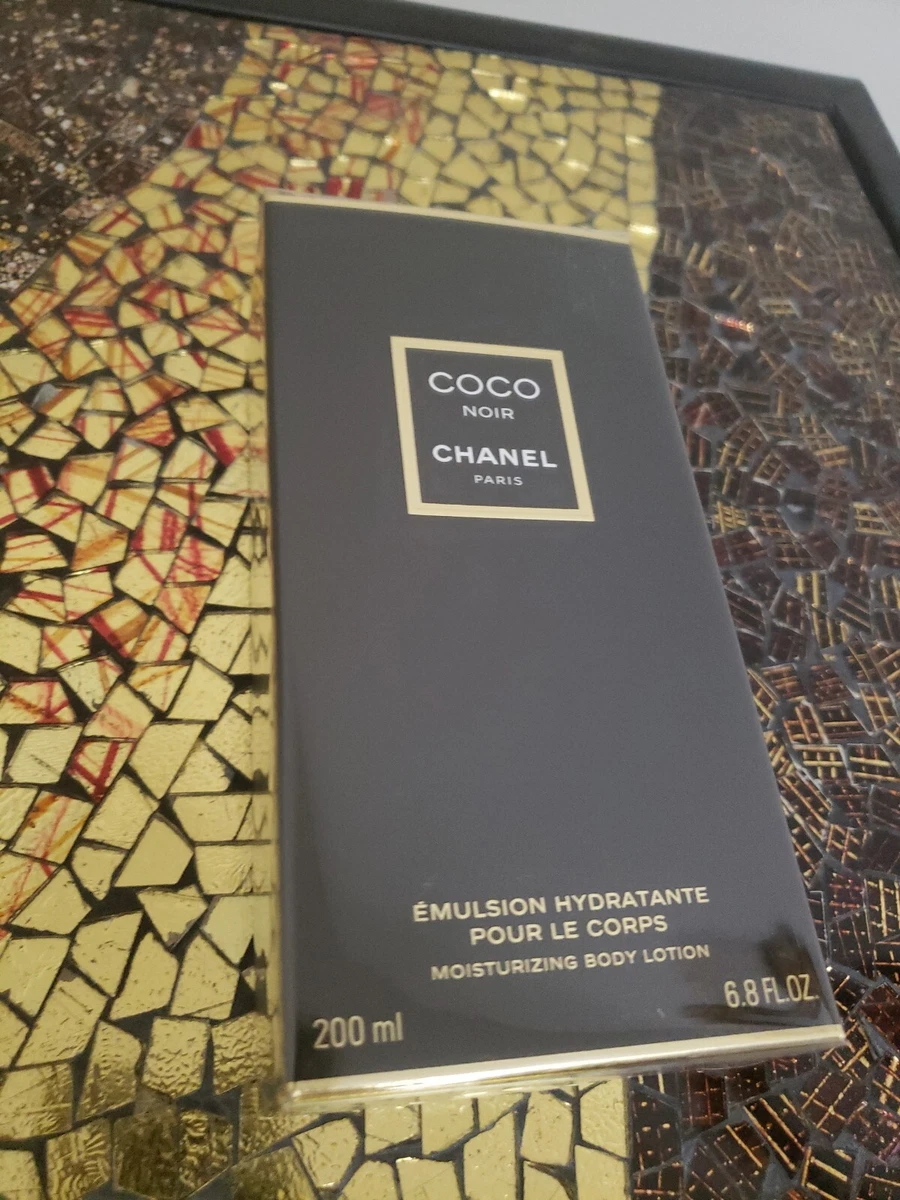 COCO
NOIR
CHANEL
PARIS
ÉMULSION HYDRATANTE
POUR LE CORPS
MOISTURIZING BODY LOTION
200 ml
6.8 FL.OZ.